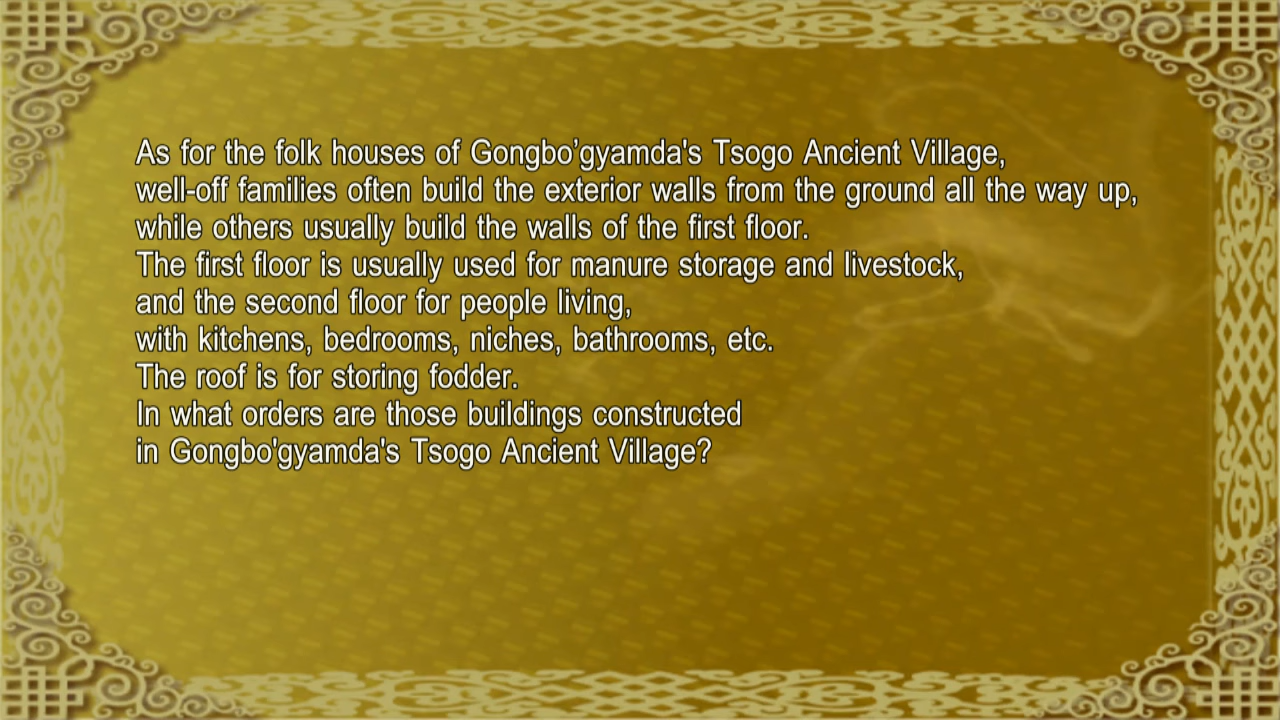 As for the folk houses of Gongbo’gyamda's Tsogo Ancient Village,
well-off families often build the exterior walls from the ground all the way up,
while others usually build the walls of the first floor.
The first floor is usually used for manure storage and livestock,
and the second floor for people living,
with kitchens, bedrooms, niches, bathrooms, etc.
The roof is for storing fodder.
In what orders are those buildings constructed
in Gongbo'gyamda's Tsogo Ancient Village?